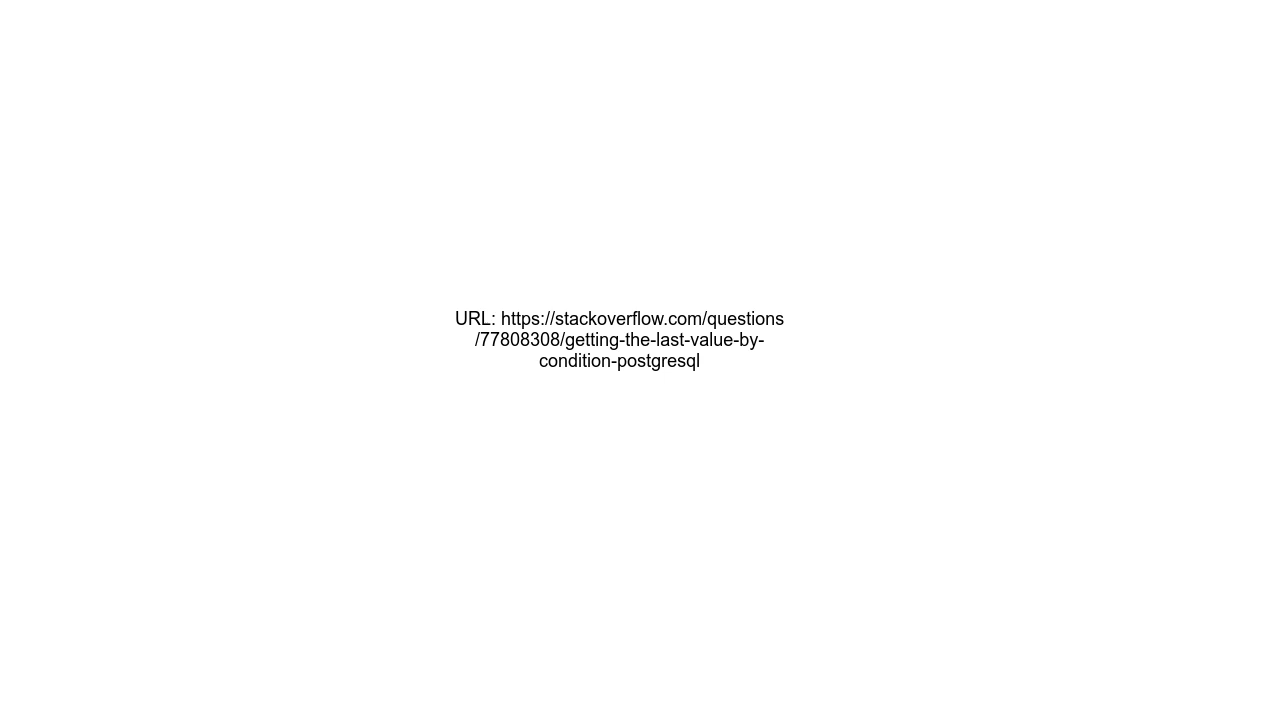 URL: https://stackoverflow.com/questions
/77808308/getting-the-last-value-by-
condition-postgresql